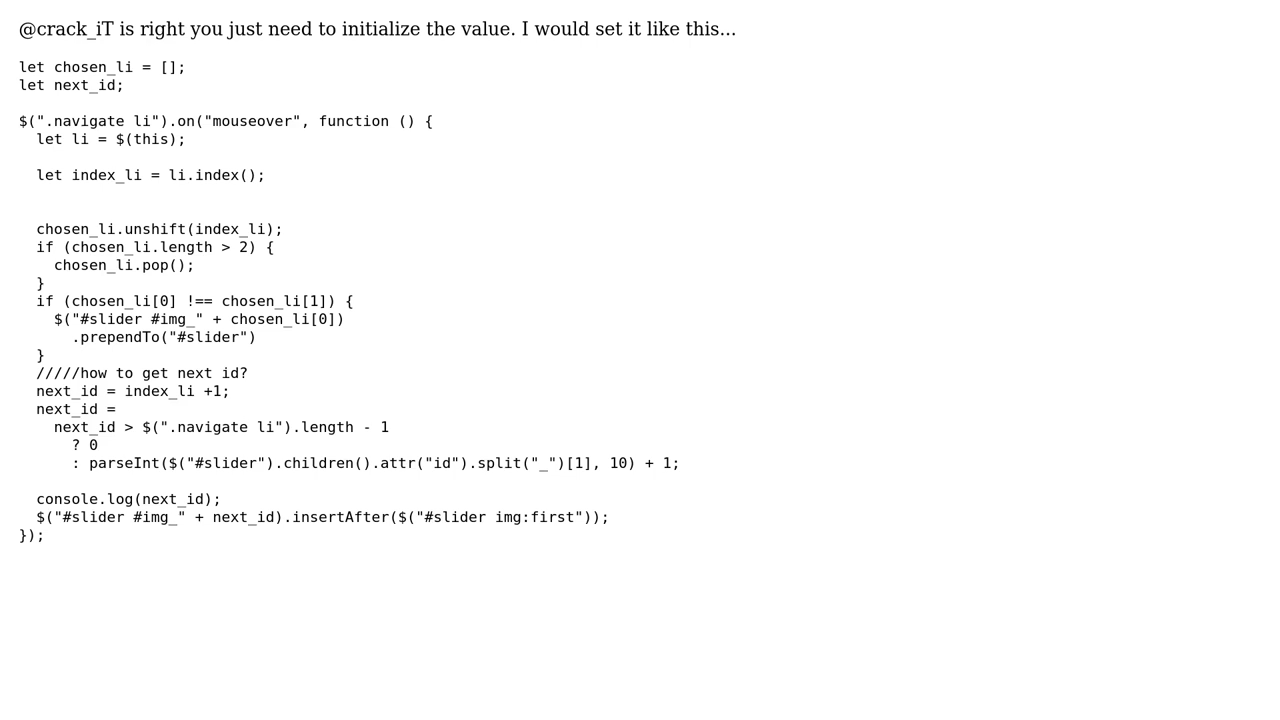 @crack_iT is right you just need to initialize the value. I would set it like this...
let chosen_li = [];
let next_id;

$(".navigate li").on("mouseover", function () {
  let li = $(this);

  let index_li = li.index();


  chosen_li.unshift(index_li);
  if (chosen_li.length > 2) {
    chosen_li.pop();
  }
  if (chosen_li[0] !== chosen_li[1]) {
    $("#slider #img_" + chosen_li[0])
      .prependTo("#slider")
  }
  /////how to get next id?
  next_id = index_li +1;
  next_id =
    next_id > $(".navigate li").length - 1
      ? 0
      : parseInt($("#slider").children().attr("id").split("_")[1], 10) + 1;

  console.log(next_id);
  $("#slider #img_" + next_id).insertAfter($("#slider img:first"));
});